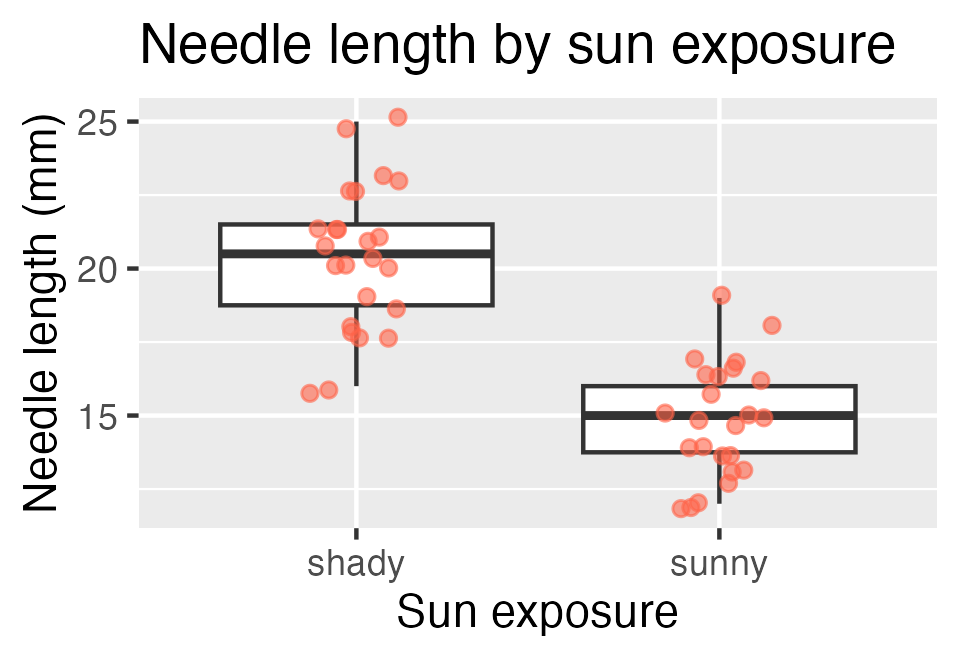 Needle length by sun exposure
Needle length (mm)
25
20
15
shady
sunny
Sun exposure